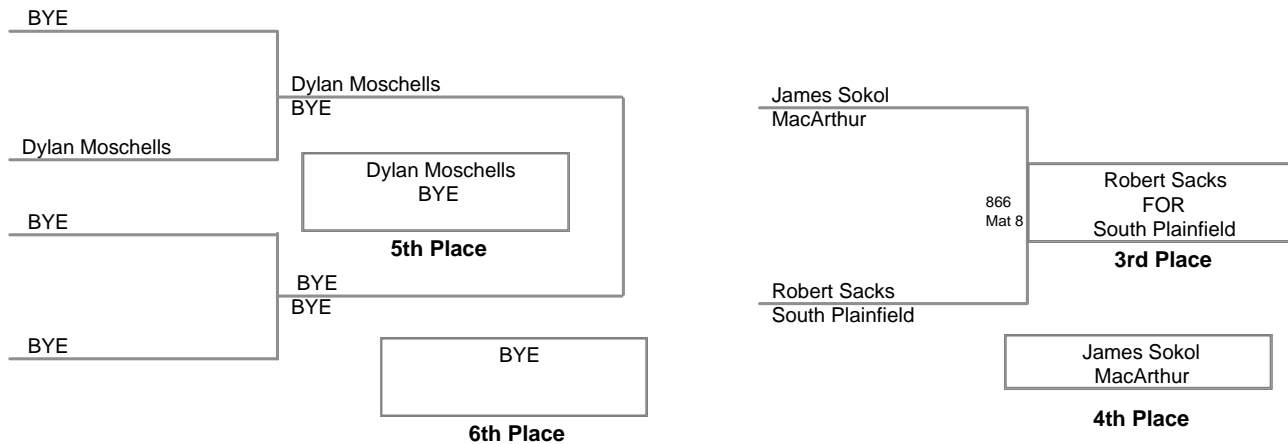 BYE
Dylan Moschells
BYE
Dylan Moschells
Dylan Moschells
BYE
5th Place
BYE
BYE
BYE
BYE
BYE
6th Place
James Sokol
MacArthur
866
Mat 8
Robert Sacks
FOR
South Plainfield
3rd Place
Robert Sacks
South Plainfield
James Sokol
MacArthur
4th Place